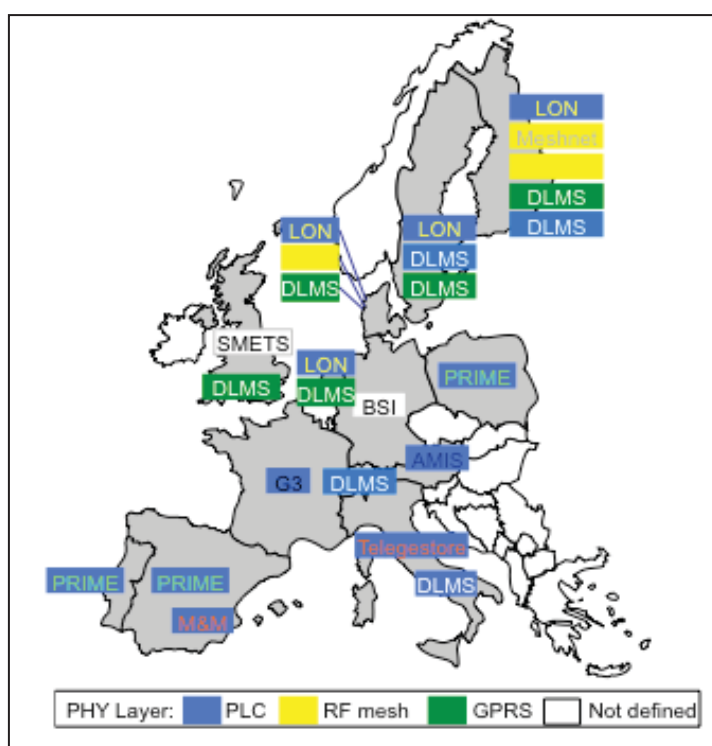 LON
Meshnet
DLMS
DLMS
LON
DLMS
DLMS
LON
DLMS
DLMS
SMETS
LON
DLMS
DLMS
BSI
PRIME
AMIS
G3
DLMS
Telegestore
DLMS
PRIME
PRIME
M&M
PHY Layer: PLC RF mesh GPRS Not defined